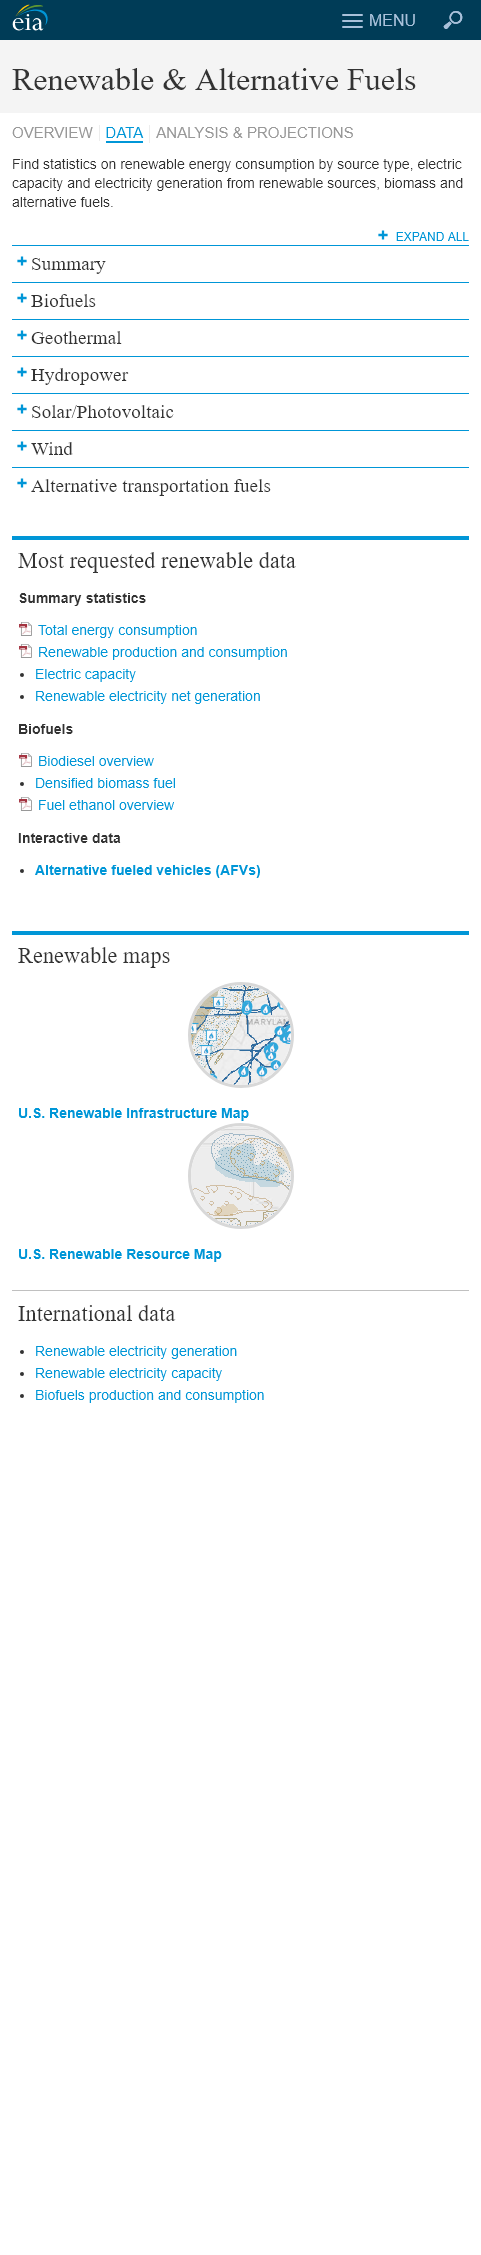 eia
MENU
Renewable & Alternative Fuels
OVERVIEW DATA ANALYSIS & PROJECTIONS
Find statistics on renewable energy consumption by source type, electric
capacity and electricity generation from renewable sources, biomass and
alternative fuels.
EXPAND ALL
Summary
Biofuels
Geothermal
Hydropower
Solar/Photovoltaic
Wind
Alternative transportation fuels
Most requested renewable data
Summary statistics
Total energy consumption
Renewable production and consumption
Electric capacity
Renewable electricity net generation
Biofuels
Biodiesel overview
Densified biomass fuel
Fuel ethanol overview
Interactive data
Alternative fueled vehicles (AFVs)
Renewable maps
MARYLAN
U.S. Renewable Infrastructure Map
U.S. Renewable Resource Map
International data
Renewable electricity generation
Renewable electricity capacity
Biofuels production and consumption